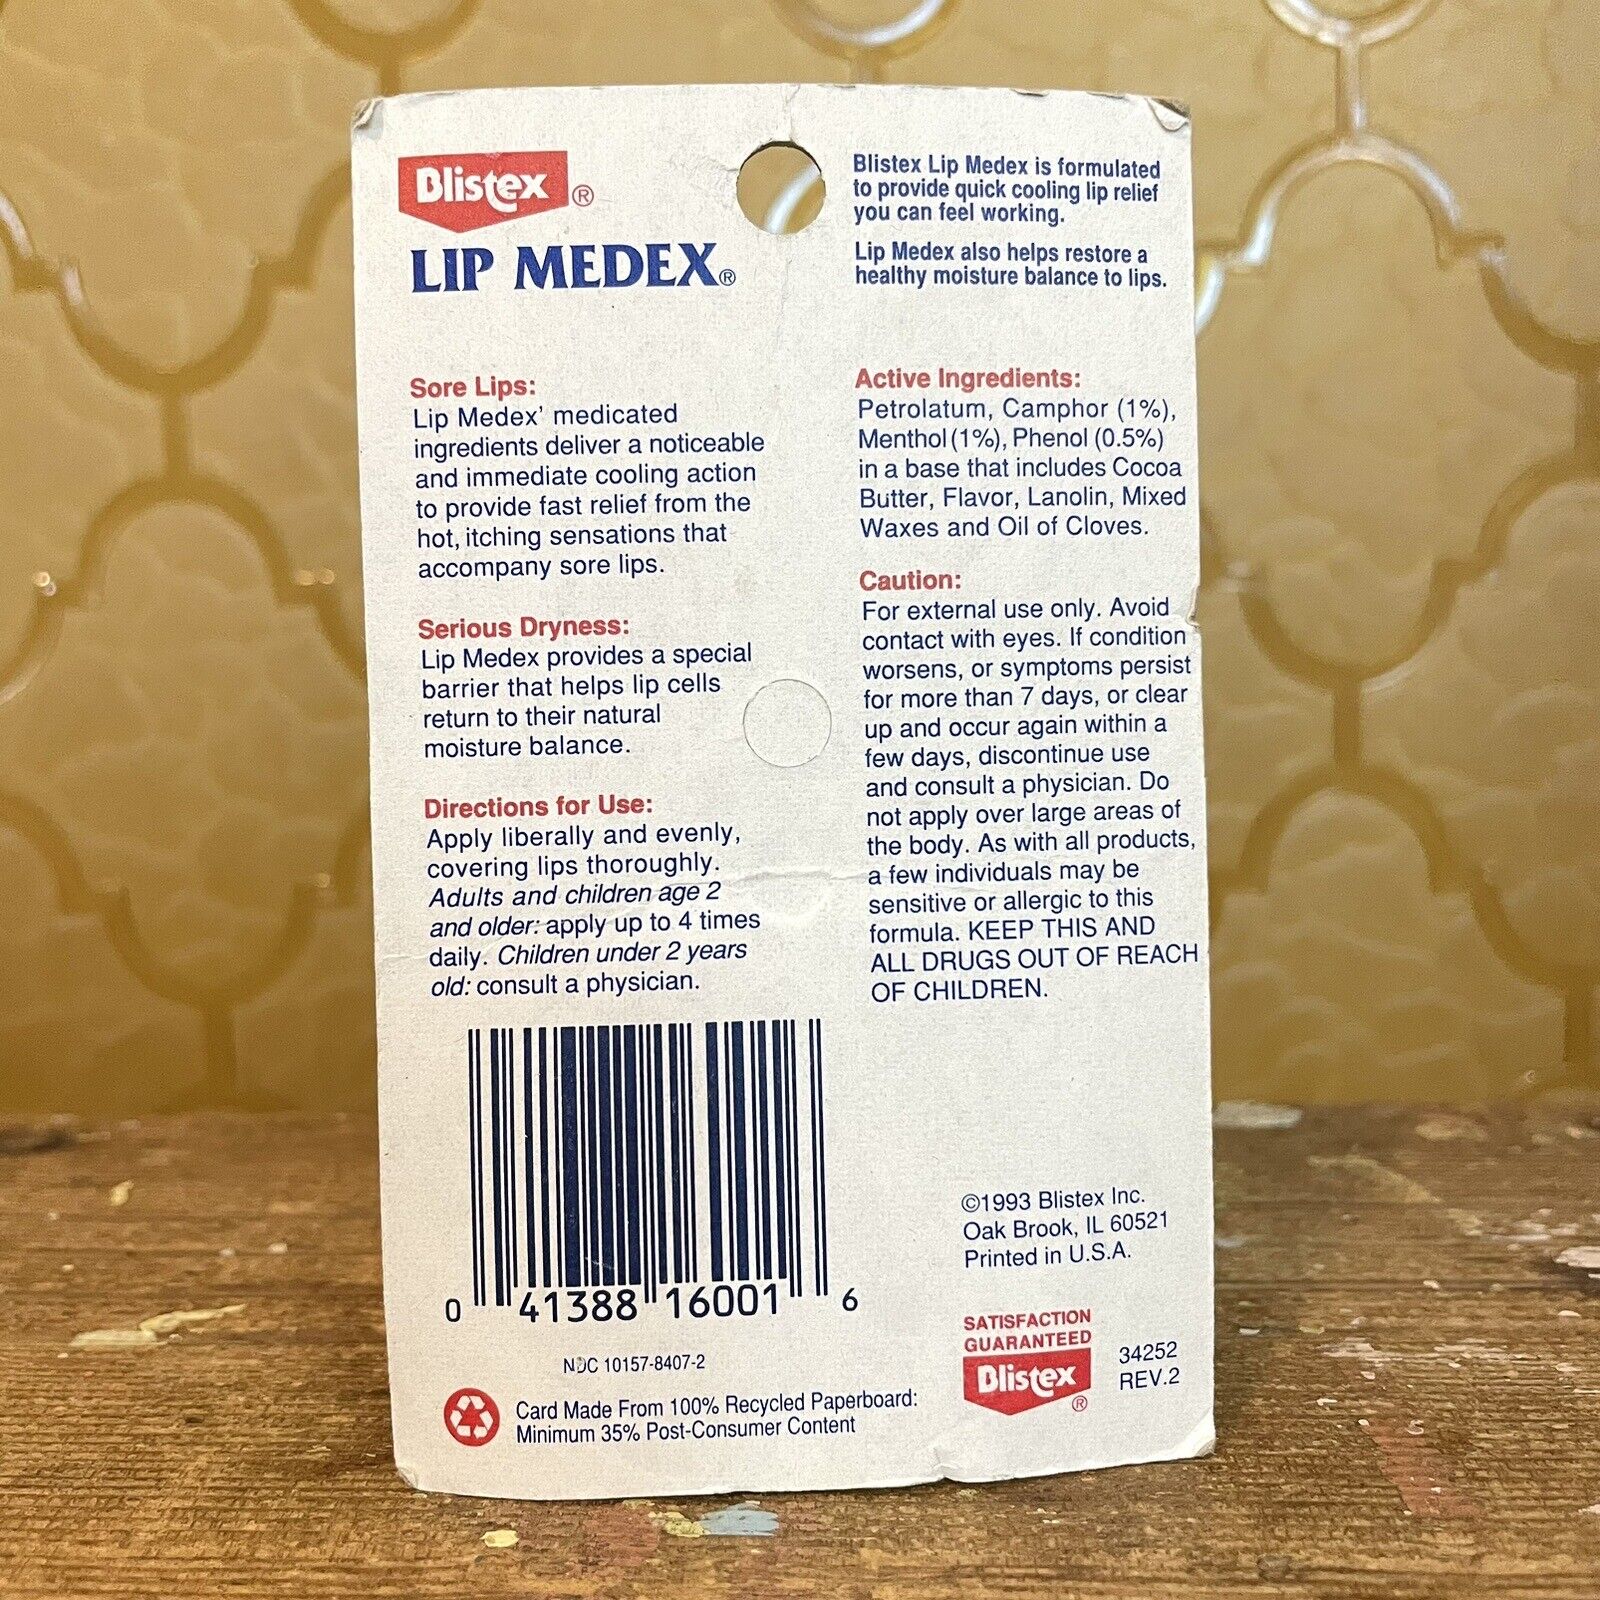 Blistex ®
LIP MEDEX®
Blistex Lip Medex is formulated
to provide quick cooling lip relief
you can feel working.
Lip Medex also helps restore a
healthy moisture balance to lips.
Sore Lips:
Lip Medex' medicated
ingredients deliver a noticeable
and immediate cooling action
to provide fast relief from the
hot, itching sensations that
accompany sore lips.
Serious Dryness:
Lip Medex provides a special
barrier that helps lip cells
return to their natural
moisture balance.
Directions for Use:
Apply liberally and evenly,
covering lips thoroughly.
Adults and children age 2
and older: apply up to 4 times
daily. Children under 2 years
old: consult a physician.
Active Ingredients:
Petrolatum, Camphor (1%),
Menthol (1%), Phenol (0.5%)
in a base that includes Cocoa
Butter, Flavor, Lanolin, Mixed
Waxes and Oil of Cloves.
Caution:
For external use only. Avoid
contact with eyes. If condition
worsens, or symptoms persist
for more than 7 days, or clear
up and occur again within a
few days, discontinue use
and consult a physician. Do
not apply over large areas of
the body. As with all products,
a few individuals may be
sensitive or allergic to this
formula. KEEP THIS AND
ALL DRUGS OUT OF REACH
OF CHILDREN.
0 41388 16001 6
NDC 10157-8407-2
Card Made From 100% Recycled Paperboard:
Minimum 35% Post-Consumer Content
©1993 Blistex Inc.
Oak Brook, IL 60521
Printed in U.S.A.
SATISFACTION
GUARANTEED
Blistex ®
34252
REV.2